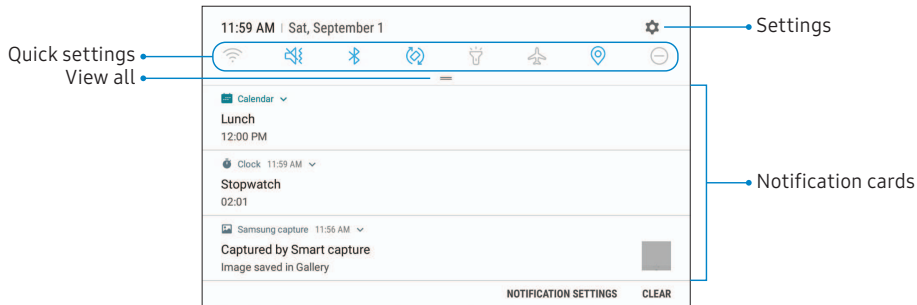 11:59 AM | Sat, September 1
Settings
Quick settings
View all
Calendar
Lunch
12:00 PM
Clock 11:59 AM
Stopwatch
02:01
Notification cards
Samsung capture 11:56 AM
Captured by Smart capture
Image saved in Gallery
NOTIFICATION SETTINGS CLEAR